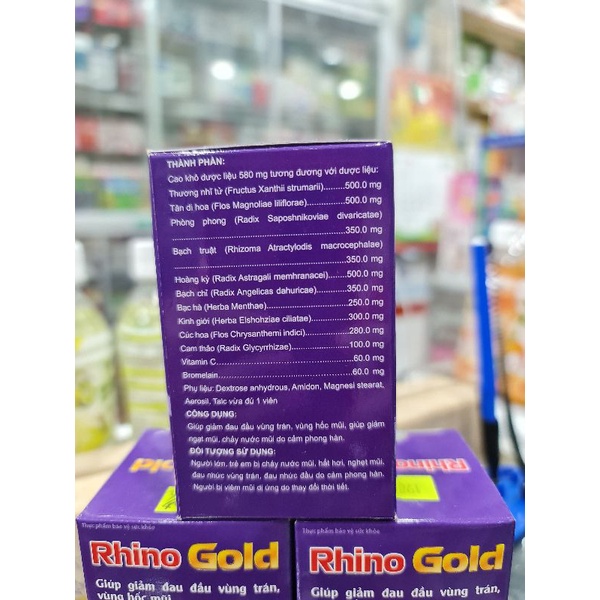 THÀNH PHẦN:
Cao khô dược liệu 580 mg tương đương với dược liệu:
Thương nhĩ tử (Fructus Xanthii strumarii).........500.0 mg
Tân di hoa (Flos Magnoliae liliflorae)..............500.0 mg
Phòng phong (Radix Saposhnikoviae divaricatae)
............................................................350.0 mg
Bạch truật (Rhizoma Atractylodis macrocephalae)
............................................................350.0 mg
Hoàng kỳ (Radix Astragali memhranacei)........500.0 mg
Bạch chỉ (Radix Angelicas dahuricae).............350.0 mg
Bạc hà (Herba Menthae)..............................250.0 mg
Kinh giới (Herba Elshohziae ciliatae)..............300.0 mg
Cúc hoa (Flos Chrysanthemi indici)................280.0 mg
Cam thảo (Radix Glycyrrhizae)......................100.0 mg
Vitamin C..................................................60.0 mg
Bromelain..................................................60.0 mg
Phụ liệu: Dextrose anhydrous, Amidon, Magnesi stearat,
Aerosil, Talc vừa đủ 1 viên
CÔNG DỤNG:
Giúp giảm đau đầu vùng trán, vùng hốc mũi, giúp giảm
ngạt mũi, chảy nước mũi do cảm phong hàn.
ĐỐI TƯỢNG SỬ DỤNG:
Người lớn, trẻ em bị chảy nước mũi, hắt hơi, nghẹt mũi,
đau nhức vùng trán, đau nhức đầu do cảm phong hàn.
Người bị viêm mũi dị ứng do thay đổi thời tiết.
Rhino
Gold
Rhino
Thực phẩm bảo vệ sức khỏe
Rhino Gold
Giúp giảm đau đầu vùng trán,
vùng hốc mũi
Thực phẩm bảo vệ sức khỏe
Rhino Gold
Giúp giảm đau đầu vùng trán,